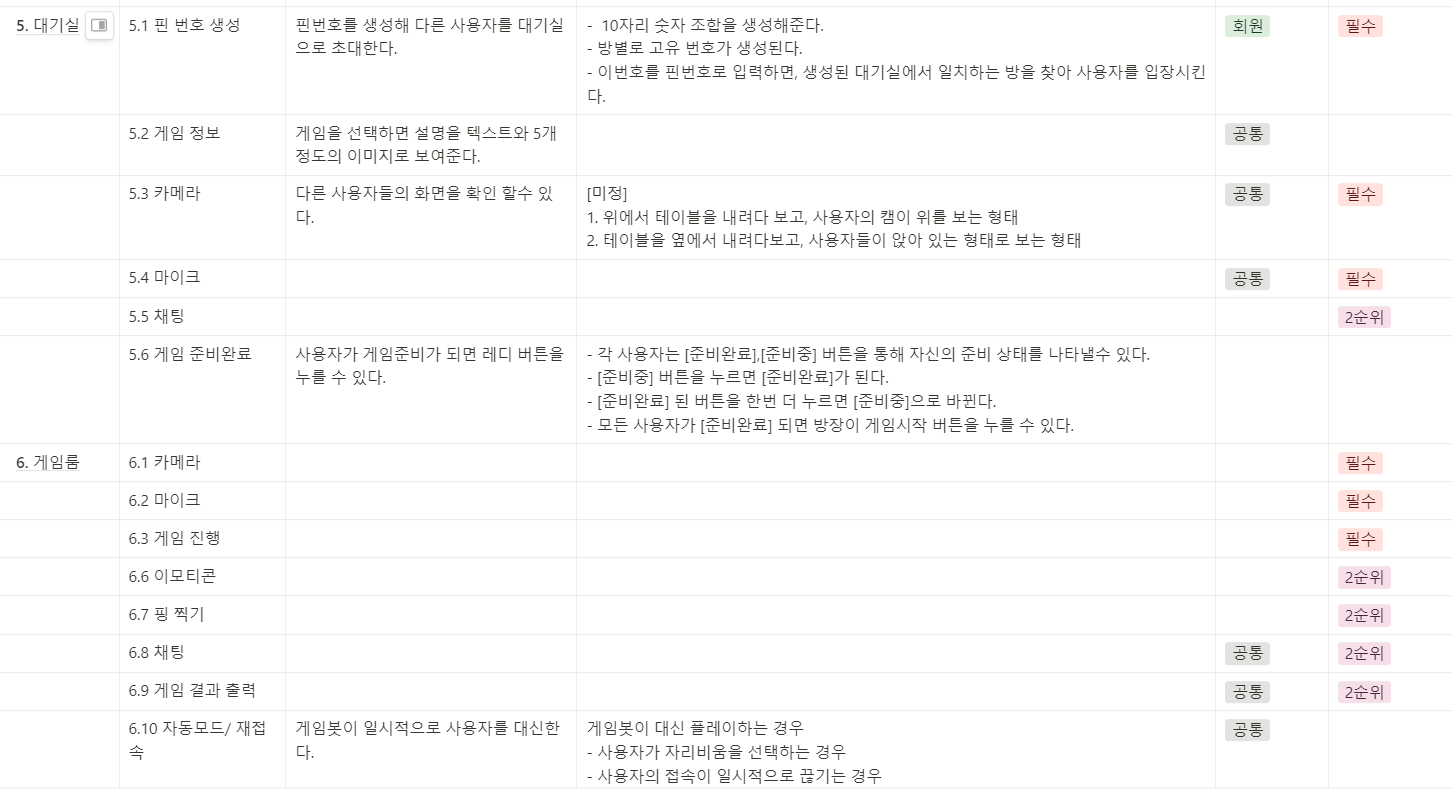 5. 대기실
5.1 핀 번호 생성
핀번호를 생성해 다른 사용자를 대기실
으로 초대한다.
-  10자리 숫자 조합을 생성해준다.
- 방별로 고유 번호가 생성된다.
- 이번호를 핀번호로 입력하면, 생성된 대기실에서 일치하는 방을 찾아 사용자를 입장시킨
다.
회원
필수
5.2 게임 정보
게임을 선택하면 설명을 텍스트와 5개
정도의 이미지로 보여준다.
공통
5.3 카메라
다른 사용자들의 화면을 확인 할수 있
다.
[미정]
1. 위에서 테이블을 내려다 보고, 사용자의 캠이 위를 보는 형태
2. 테이블을 옆에서 내려다보고, 사용자들이 앉아 있는 형태로 보는 형태
공통
필수
5.4 마이크
공통
필수
5.5 채팅
2순위
5.6 게임 준비완료
사용자가 게임준비가 되면 레디 버튼을
누를 수 있다.
- 각 사용자는 [준비완료],[준비중] 버튼을 통해 자신의 준비 상태를 나타낼수 있다.
- [준비중] 버튼을 누르면 [준비완료]가 된다.
- [준비완료] 된 버튼을 한번 더 누르면 [준비중]으로 바뀐다.
- 모든 사용자가 [준비완료] 되면 방장이 게임시작 버튼을 누를 수 있다.
6. 게임룸
6.1 카메라
필수
6.2 마이크
필수
6.3 게임 진행
필수
6.6 이모티콘
2순위
6.7 핑 찍기
2순위
6.8 채팅
공통
2순위
6.9 게임 결과 출력
공통
2순위
6.10 자동모드/ 재접
속
게임봇이 일시적으로 사용자를 대신한
다.
게임봇이 대신 플레이하는 경우
- 사용자가 자리비움을 선택하는 경우
- 사용자의 접속이 일시적으로 끊기는 경우
공통